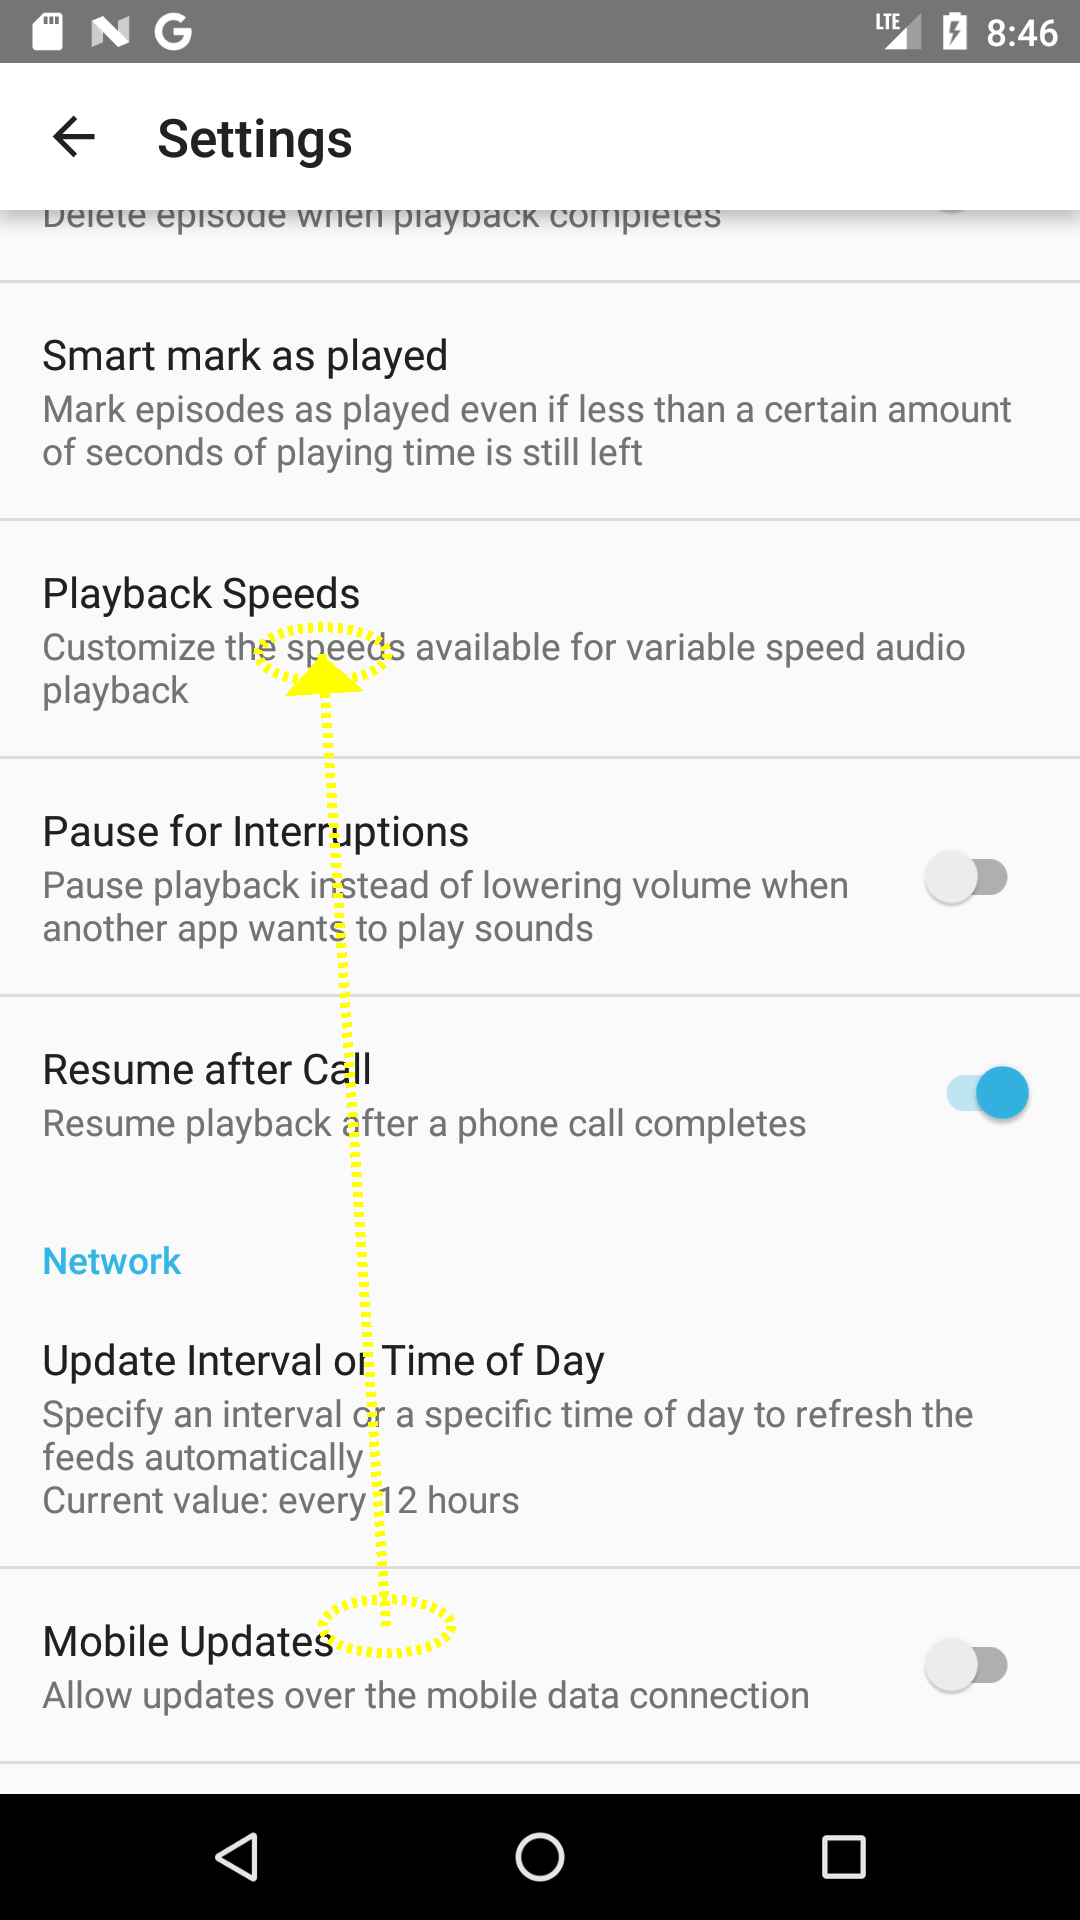 LTE 8:46
Settings
Delete episode when playback completes
Smart mark as played
Mark episodes as played even if less than a certain amount
of seconds of playing time is still left
Playback Speeds
Customize the speeds available for variable speed audio
playback
Pause for Interruptions
Pause playback instead of lowering volume when
another app wants to play sounds
Resume after Call
Resume playback after a phone call completes
Network
Update Interval or Time of Day
Specify an interval or a specific time of day to refresh the
feeds automatically
Current value: every 12 hours
Mobile Updates
Allow updates over the mobile data connection